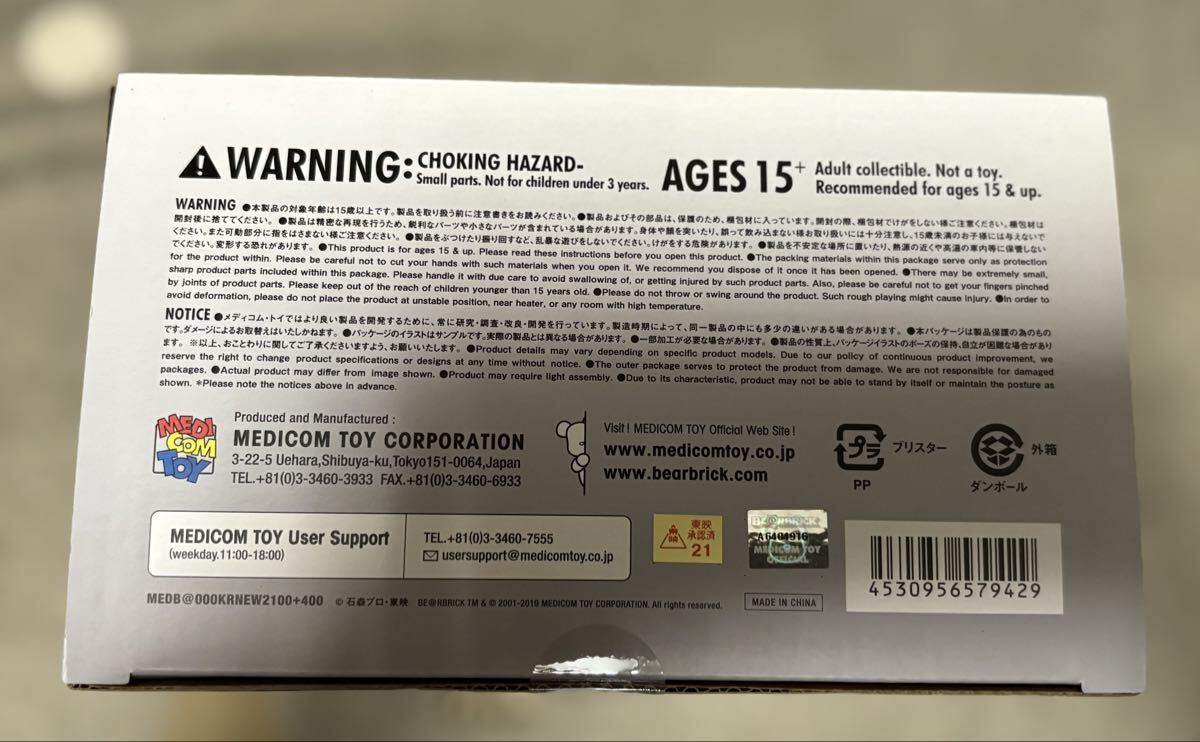 WARNING: CHOKING HAZARD-
Small parts. Not for children under 3 years.
AGES 15+
Adult collectible. Not a toy.
Recommended for ages 15 & up.
WARNING ●本製品の対象年齢は15歳以上です。製品を取り扱う前に注意書きをお読みください。●製品およびその部品は、保護のため、梱包材に入っています。開封の際、梱包材でけがをしない様ご注意ください。梱包材は
開封後に捨ててください。●製品は精密な再現を行うため、鋭利なパーツや小さなパーツが含まれている場合があります。身体や顔を突いたり、誤って飲み込まない様お取り扱いには十分注意し、15歳未満のお子様には与えないで
ください。また可動部分に指をはさまない様ご注意ください。●製品をぶつけたり振り回すなど、乱暴な遊びをしないでください。けがをする危険があります。●製品を不安定な場所に置いたり、熱源の近くや高温の車内等に保管しない
でください。変形する恐れがあります。●This product is for ages 15 & up. Please read these instructions before you open this product. ●The packing materials within this package serve only as protection
for the product within. Please be careful not to cut your hands with such materials when you open it. We recommend you dispose of it once it has been opened. ●There may be extremely small,
sharp product parts included within this package. Please handle it with due care to avoid swallowing of, or getting injured by such product parts. Also, please be careful not to get your fingers pinched
by joints of product parts. Please keep out of the reach of children younger than 15 years old. ●Please do not throw or swing around the product. Such rough playing might cause injury. ●In order to
avoid deformation, please do not place the product at unstable position, near heater, or any room with high temperature.
NOTICE ●メディコム・トイではより良い製品を開発するために、常に研究・調査・改良・開発を行っています。製造時期によって、同一製品の中にも多少の違いがある場合があります。●本パッケージは製品保護の為のもの
です。ダメージによるお取替えはいたしかねます。●パッケージのイラストはサンプルです。実際の製品とは異なる場合があります。●一部加工が必要な場合があります。●製品の性質上、パッケージイラストのポーズの保持、自立が困難な場合があり
ます。※以上、おことわりに関してご了承くださいますよう、お願いいたします。●Product details may vary depending on specific product models. Due to our policy of continuous product improvement, we
reserve the right to change product specifications or designs at any time without notice. ●The outer package serves to protect the product from damage. We are not responsible for damaged
packages. ●Actual product may differ from image shown. ●Product may require light assembly. ●Due to its characteristic, product may not be able to stand by itself or maintain the posture as
shown. *Please note the notices above in advance.
MEDI
COM
TOY
Produced and Manufactured :
MEDICOM TOY CORPORATION
3-22-5 Uehara,Shibuya-ku,Tokyo151-0064,Japan
TEL.+81(0)3-3460-3933 FAX.+81(0)3-3460-6933
Visit ! MEDICOM TOY Official Web Site !
www.medicomtoy.co.jp
www.bearbrick.com
プラ
ブリスター
PP
外箱
ダンボール
MEDICOM TOY User Support
(weekday.11:00-18:00)
TEL.+81(0)3-3460-7555
usersupport@medicomtoy.co.jp
東映
承認済
21
BE@RBRICK
A6404916
MEDICOM TOY
OFFICIAL
4530956579429
MEDB@000KRNEW2100+400 © 石森プロ・東映 BE@RBRICK TM & © 2001-2019 MEDICOM TOY CORPORATION. All rights reserved.
MADE IN CHINA